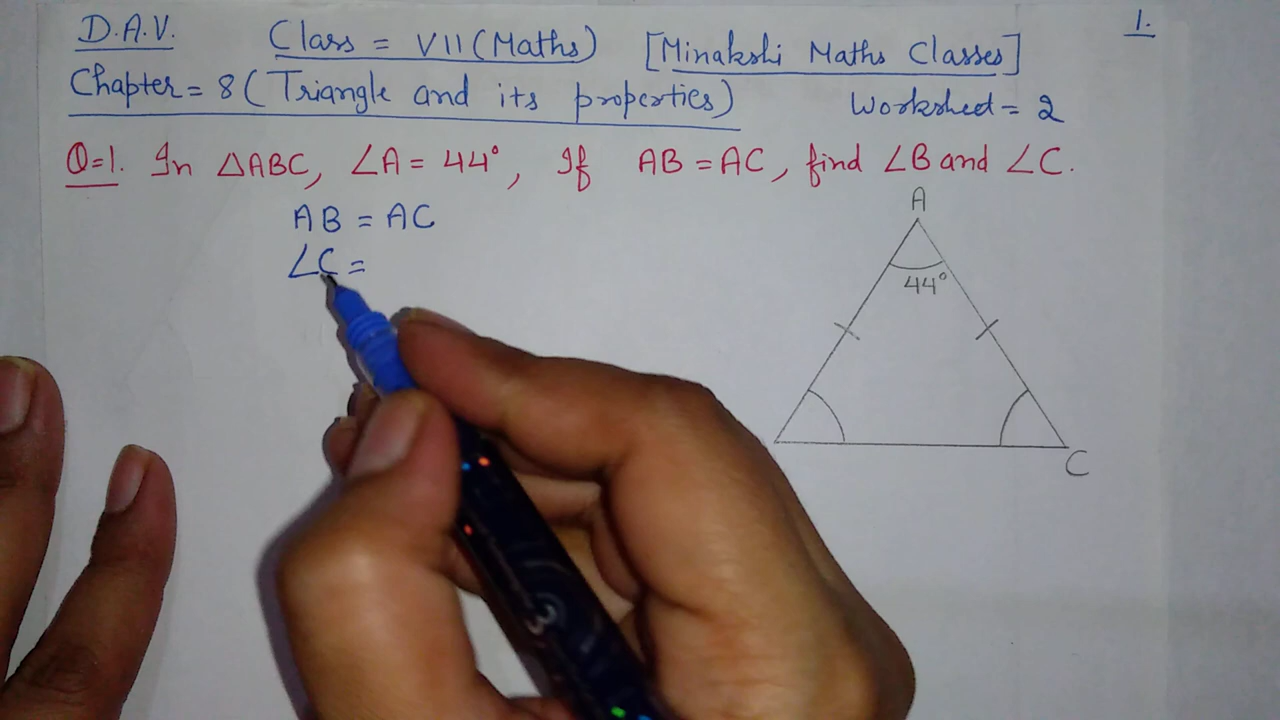 1.
D.A.V. Class = VII (Maths) [Minakshi Maths Classes]
Chapter = 8 (Triangle and its properties) Worksheet = 2
Q=1. In △ABC, ∠A = 44°, If AB = AC, find ∠B and ∠C.
AB = AC
∠C =
A
44°
C